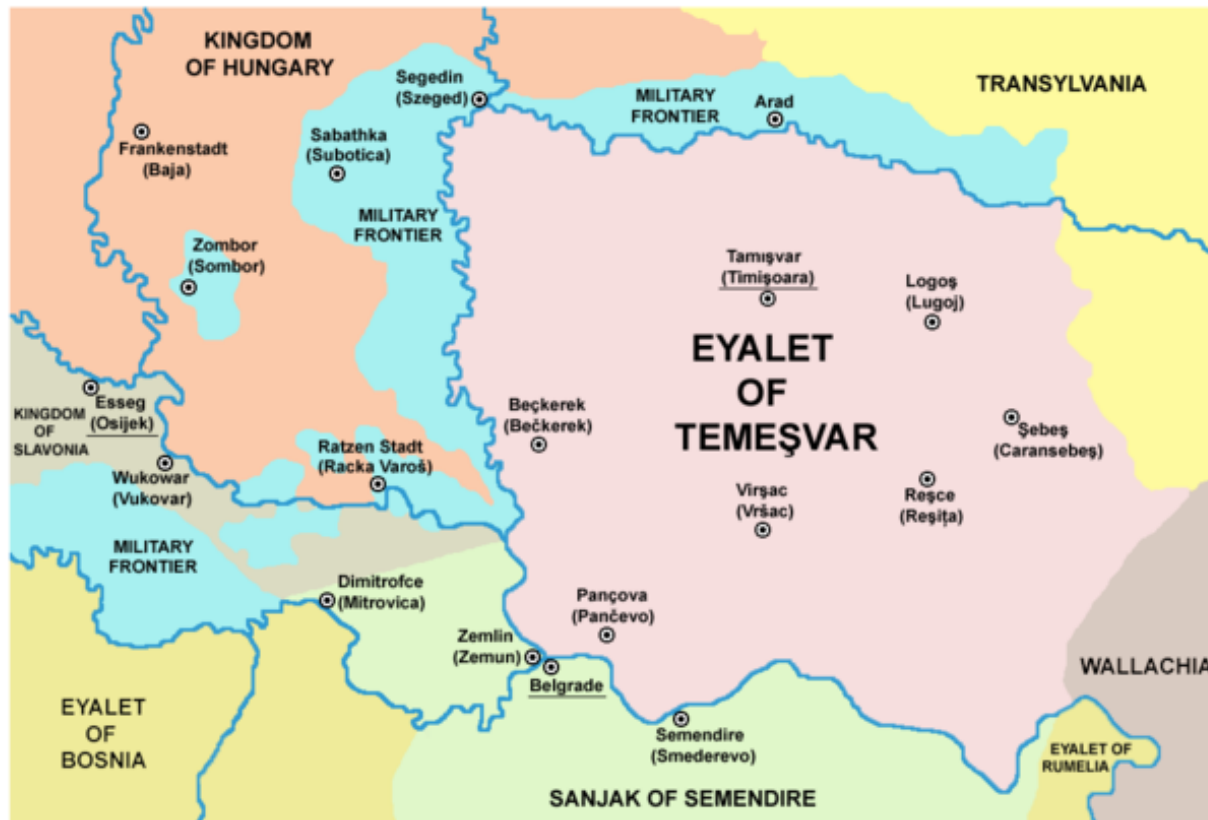 KINGDOM
OF HUNGARY
Segedin
(Szeged)
MILITARY
FRONTIER
Arad
TRANSYLVANIA
Frankenstadt
(Baja)
Sabathka
(Subotica)
MILITARY
FRONTIER
Zombor
(Sombor)
Tamışvar
(Timişoara)
Logoş
(Lugoj)
EYALET
OF
TEMEŞVAR
KINGDOM
OF
SLAVONIA
Esseg
(Osijek)
Beçkerek
(Bečkerek)
Şebeş
(Caransebeş)
Wukowar
(Vukovar)
Ratzen Stadt
(Racka Varoš)
Virşac
(Vršac)
Reşce
(Reşiţa)
MILITARY
FRONTIER
Dimitrofce
(Mitrovica)
Pançova
(Pančevo)
Zemlin
(Zemun)
Belgrade
WALLACHIA
EYALET
OF
BOSNIA
Semendire
(Smederevo)
EYALET OF
RUMELIA
SANJAK OF SEMENDIRE